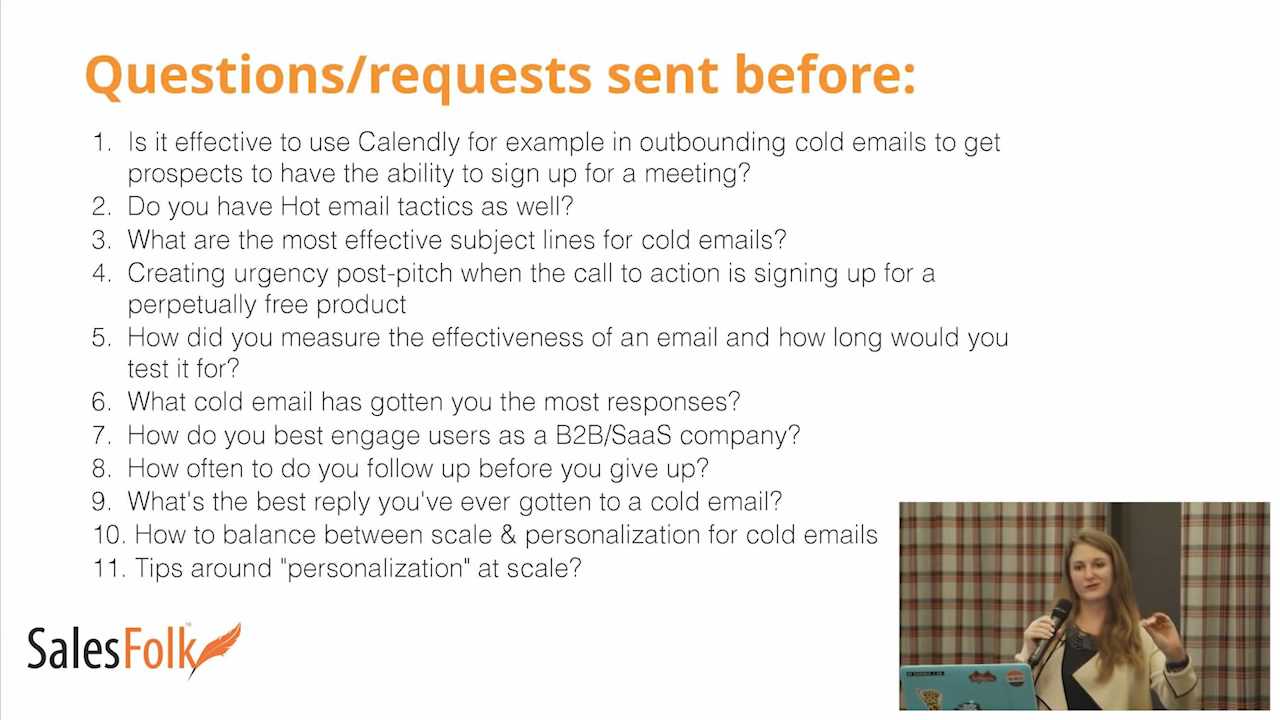 Questions/requests sent before:
1. Is it effective to use Calendly for example in outbounding cold emails to get
prospects to have the ability to sign up for a meeting?
2. Do you have Hot email tactics as well?
3. What are the most effective subject lines for cold emails?
4. Creating urgency post-pitch when the call to action is signing up for a
perpetually free product
5. How did you measure the effectiveness of an email and how long would you
test it for?
6. What cold email has gotten you the most responses?
7. How do you best engage users as a B2B/SaaS company?
8. How often to do you follow up before you give up?
9. What's the best reply you've ever gotten to a cold email?
10. How to balance between scale & personalization for cold emails
11. Tips around "personalization" at scale?
SalesFolk™